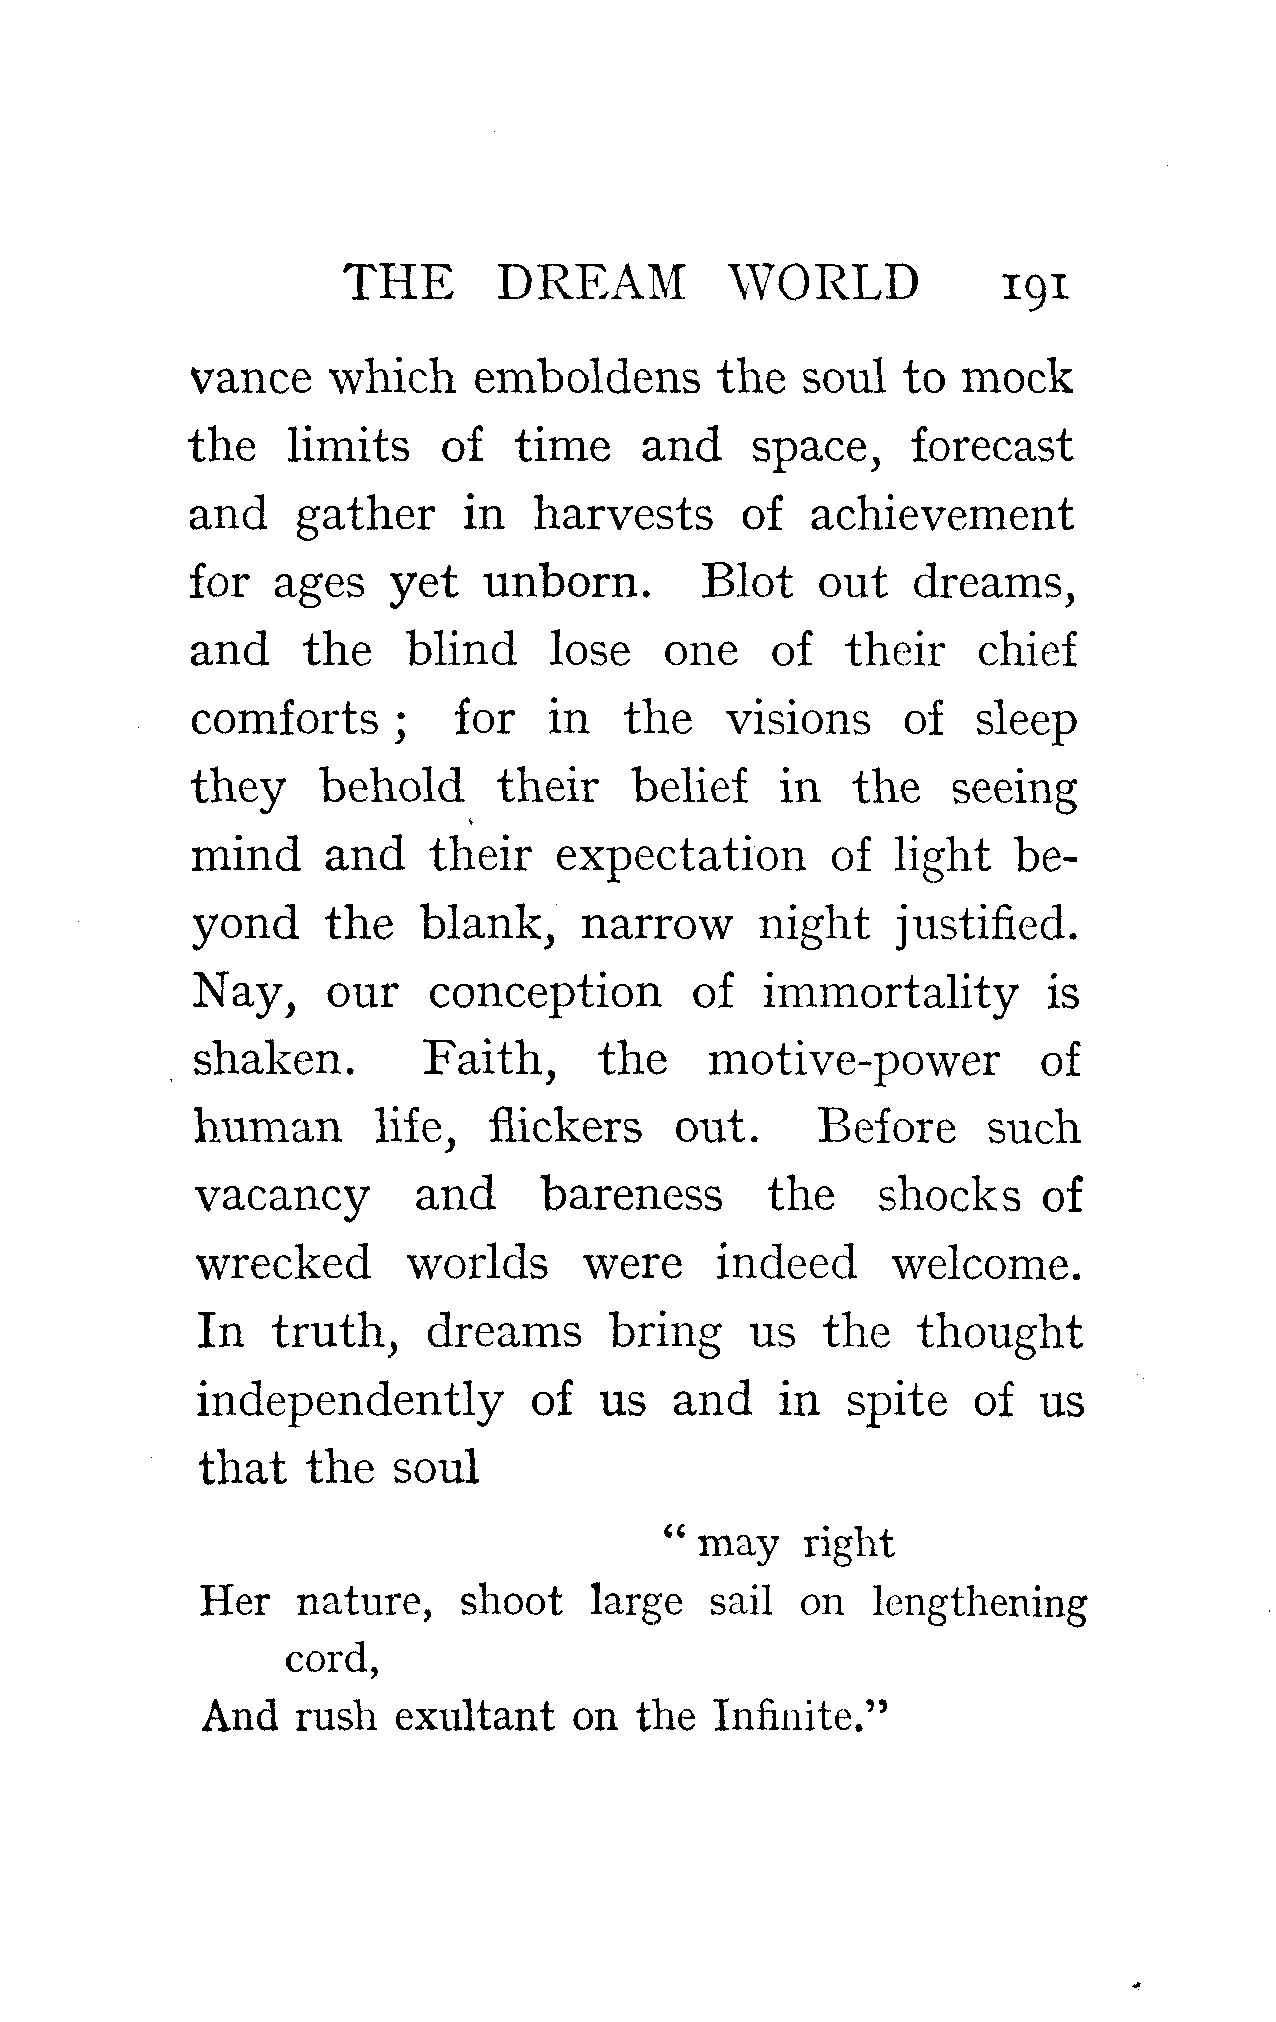 THE DREAM WORLD 191
vance which emboldens the soul to mock
the limits of time and space, forecast
and gather in harvests of achievement
for ages yet unborn. Blot out dreams,
and the blind lose one of their chief
comforts ; for in the visions of sleep
they behold their belief in the seeing
mind and their expectation of light be-
yond the blank, narrow night justified.
Nay, our conception of immortality is
shaken. Faith, the motive-power of
human life, flickers out. Before such
vacancy and bareness the shocks of
wrecked worlds were indeed welcome.
In truth, dreams bring us the thought
independently of us and in spite of us
that the soul
“ may right
Her nature, shoot large sail on lengthening
cord,
And rush exultant on the Infinite.”